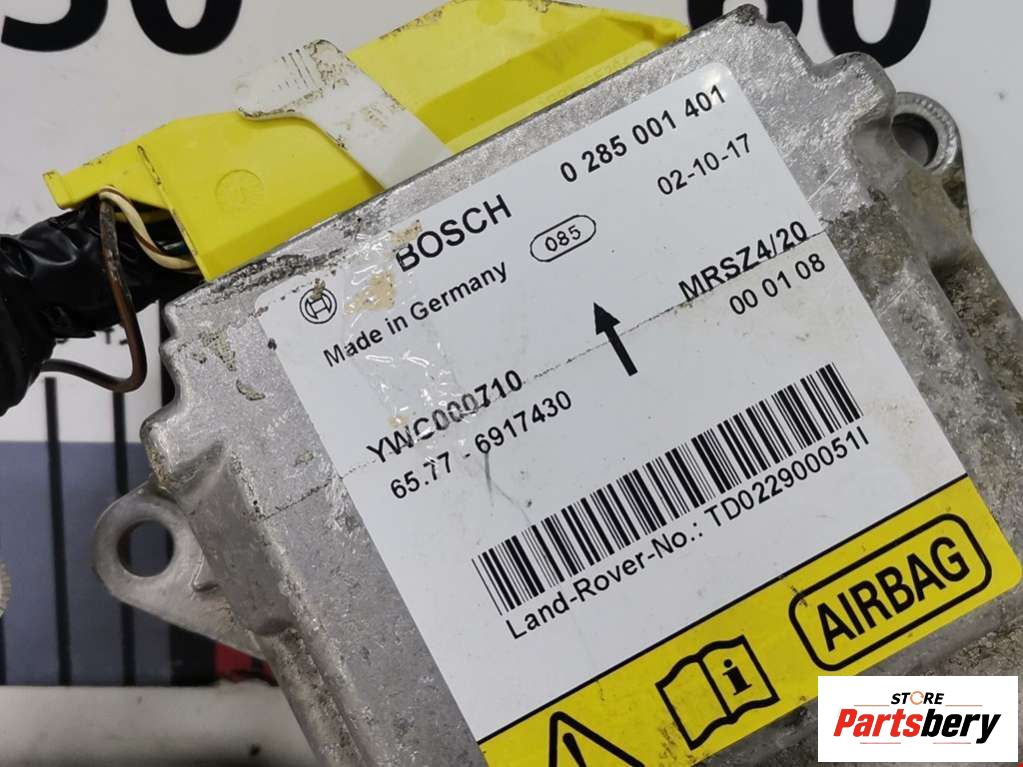 BOSCH 0 285 001 401
Made in Germany 085 02-10-17
MRSZ4/20
00 01 08
YWC000710
65.77 - 6917430
Land-Rover-No.: TD022900051I
AIRBAG
STORE
Partsbery